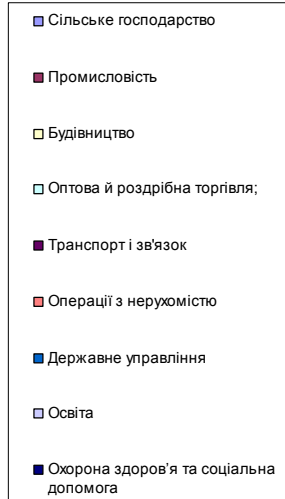 Сільське господарство
Промисловість
Будівництво
Оптова й роздрібна торгівля;
Транспорт і зв'язок
Операції з нерухомістю
Державне управління
Освіта
Охорона здоров’я та соціальна
допомога